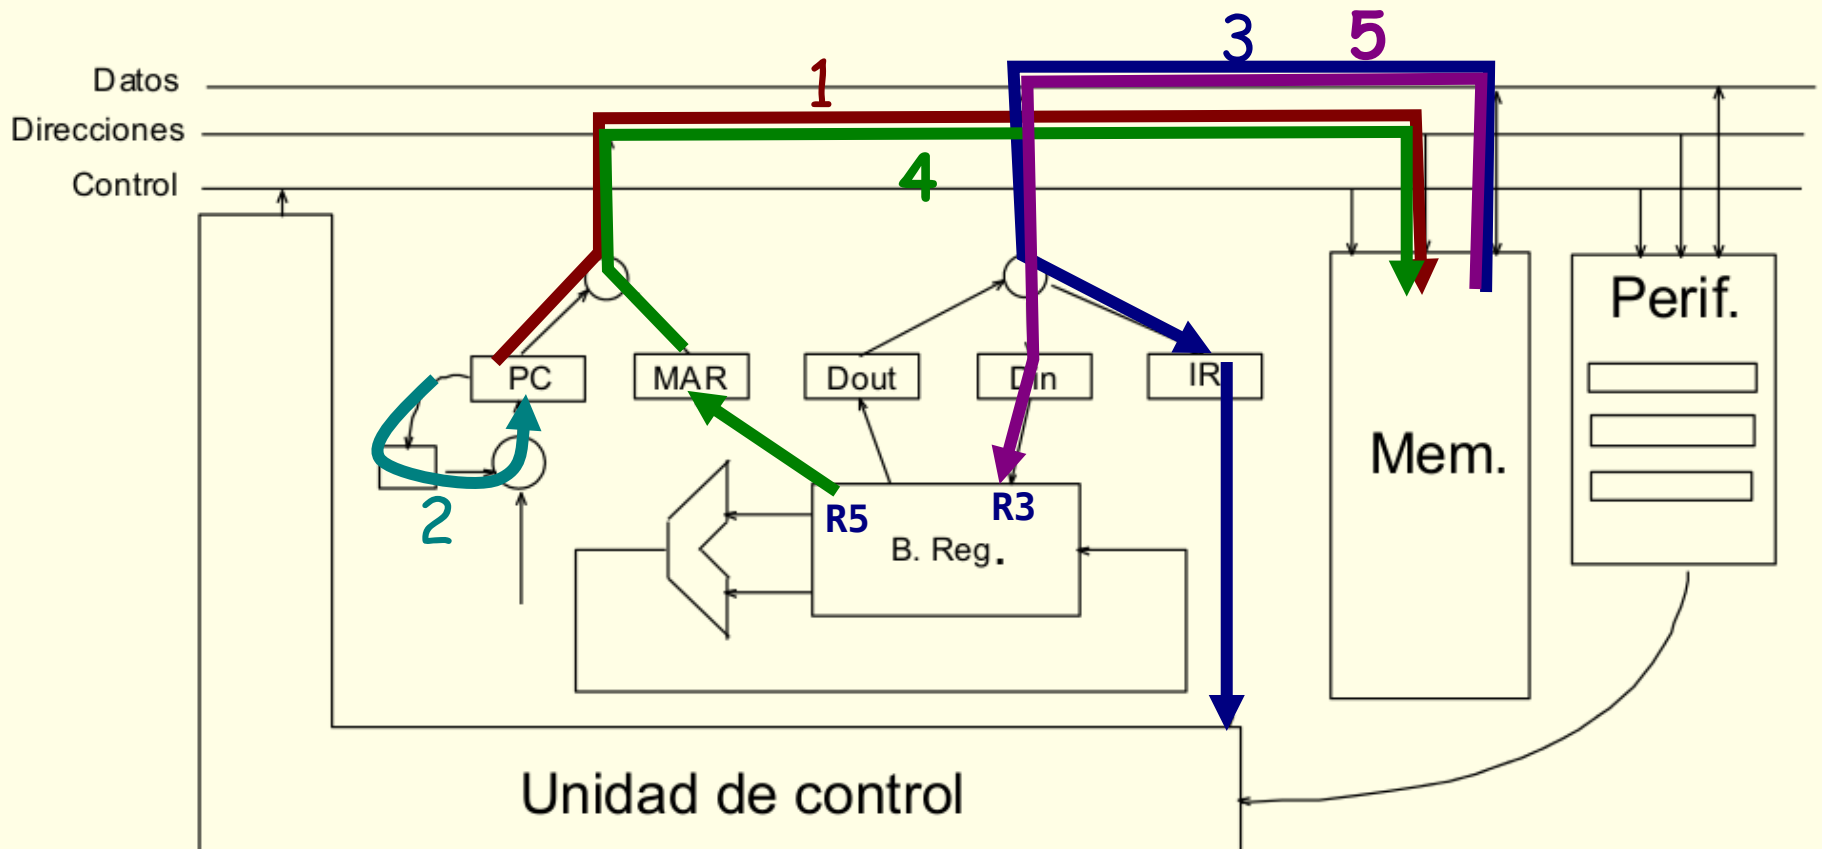 3 5
Datos
1
Direcciones
4
Control
Perif.
PC MAR Dout Din IR
Mem.
2
R5 R3
B. Reg.
Unidad de control